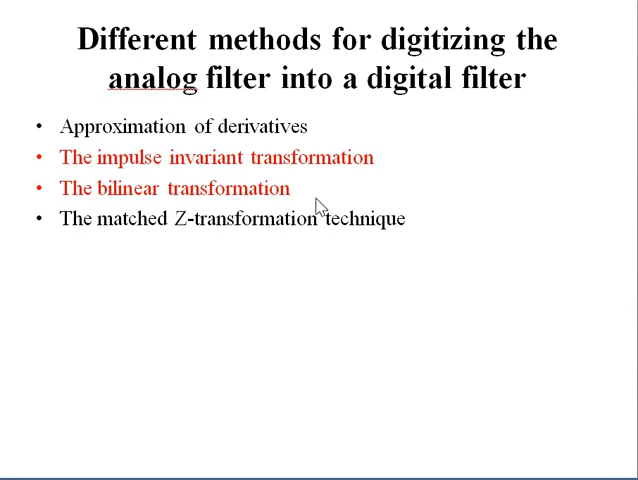 Different methods for digitizing the
analog filter into a digital filter
• Approximation of derivatives
• The impulse invariant transformation
• The bilinear transformation
• The matched Z-transformation technique